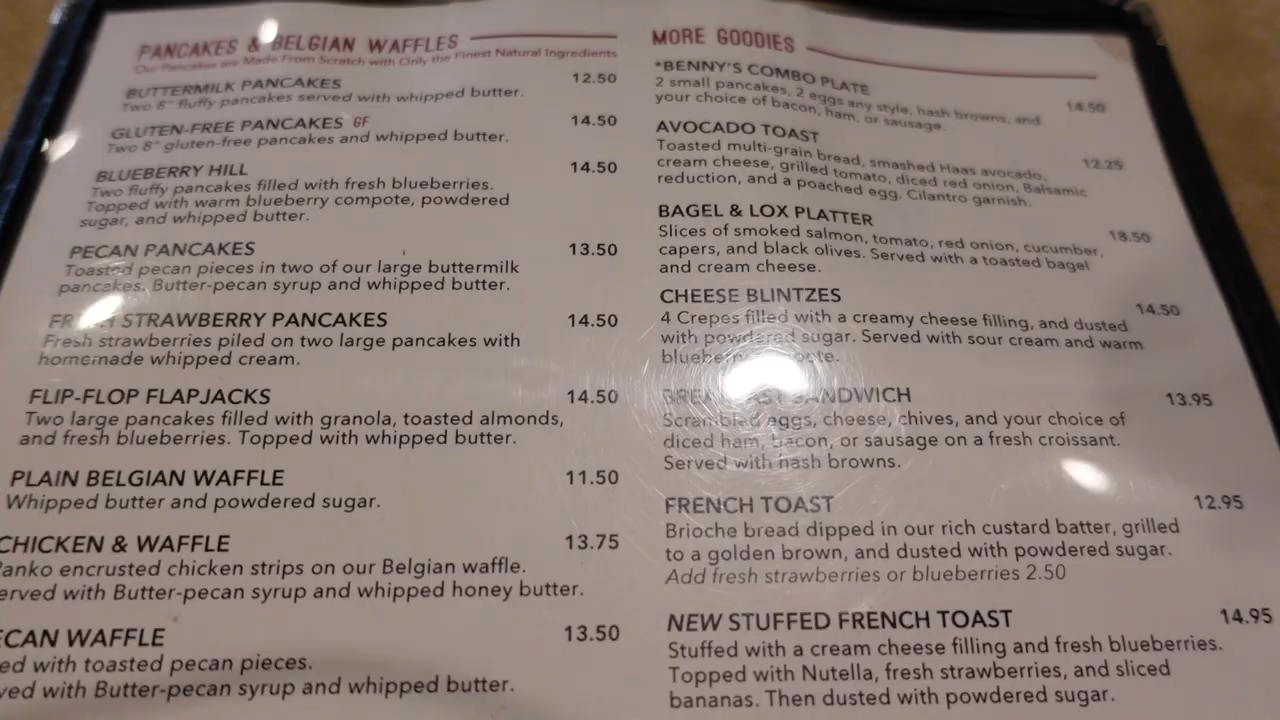 PANCAKES & BELGIAN WAFFLES
Our Pancakes are Made From Scratch with Only the Finest Natural Ingredients
BUTTERMILK PANCAKES 12.50
Two 8" fluffy pancakes served with whipped butter.
GLUTEN-FREE PANCAKES GF 14.50
Two 8" gluten-free pancakes and whipped butter.
BLUEBERRY HILL 14.50
Two fluffy pancakes filled with fresh blueberries.
Topped with warm blueberry compote, powdered
sugar, and whipped butter.
PECAN PANCAKES 13.50
Toasted pecan pieces in two of our large buttermilk
pancakes. Butter-pecan syrup and whipped butter.
STRAWBERRY PANCAKES 14.50
Fresh strawberries piled on two large pancakes with
homemade whipped cream.
FLIP-FLOP FLAPJACKS 14.50
Two large pancakes filled with granola, toasted almonds,
and fresh blueberries. Topped with whipped butter.
PLAIN BELGIAN WAFFLE 11.50
Whipped butter and powdered sugar.
CHICKEN & WAFFLE 13.75
Panko encrusted chicken strips on our Belgian waffle.
erved with Butter-pecan syrup and whipped honey butter.
ECAN WAFFLE 13.50
ed with toasted pecan pieces.
ved with Butter-pecan syrup and whipped butter.
MORE GOODIES
*BENNY'S COMBO PLATE 14.50
2 small pancakes, 2 eggs any style, hash browns, and
your choice of bacon, ham, or sausage.
AVOCADO TOAST 12.25
Toasted multi-grain bread, smashed Haas avocado,
cream cheese, grilled tomato, diced red onion, Balsamic
reduction, and a poached egg. Cilantro garnish.
BAGEL & LOX PLATTER 18.50
Slices of smoked salmon, tomato, red onion, cucumber,
capers, and black olives. Served with a toasted bagel
and cream cheese.
CHEESE BLINTZES 14.50
4 Crepes filled with a creamy cheese filling, and dusted
with powdered sugar. Served with sour cream and warm
blueberry
BREAKFAST SANDWICH 13.95
Scrambled eggs, cheese, chives, and your choice of
diced ham, bacon, or sausage on a fresh croissant.
Served with hash browns.
FRENCH TOAST 12.95
Brioche bread dipped in our rich custard batter, grilled
to a golden brown, and dusted with powdered sugar.
Add fresh strawberries or blueberries 2.50
NEW STUFFED FRENCH TOAST 14.95
Stuffed with a cream cheese filling and fresh blueberries.
Topped with Nutella, fresh strawberries, and sliced
bananas. Then dusted with powdered sugar.